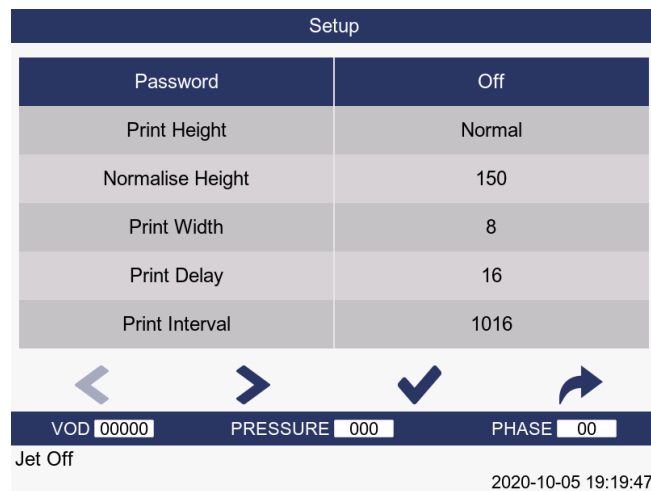 Setup
Password Off
Print Height Normal
Normalise Height 150
Print Width 8
Print Delay 16
Print Interval 1016
VOD 00000 PRESSURE 000 PHASE 00
Jet Off
2020-10-05 19:19:47